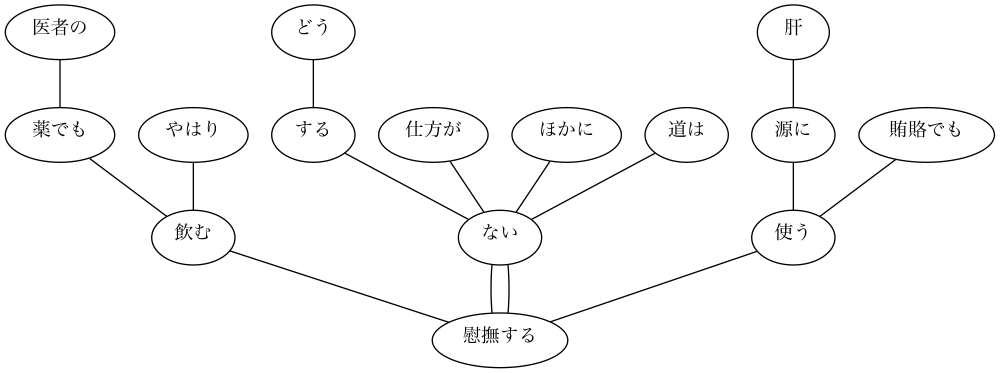 医者の どう 肝
薬でも やはり する 仕方が ほかに 道は 源に 賄賂でも
飲む ない 使う
慰撫する